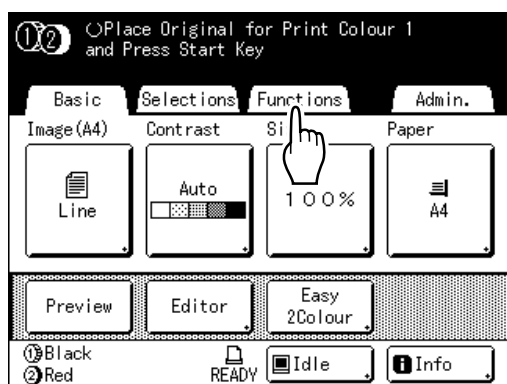 ①② Place Original for Print Colour 1
and Press Start Key
Basic Selections Functions Admin.
Image(A4) Contrast Paper
Line
Auto
100%
A4
Preview
Editor
Easy
2Colour
①Black
②Red
READY
Idle
Info